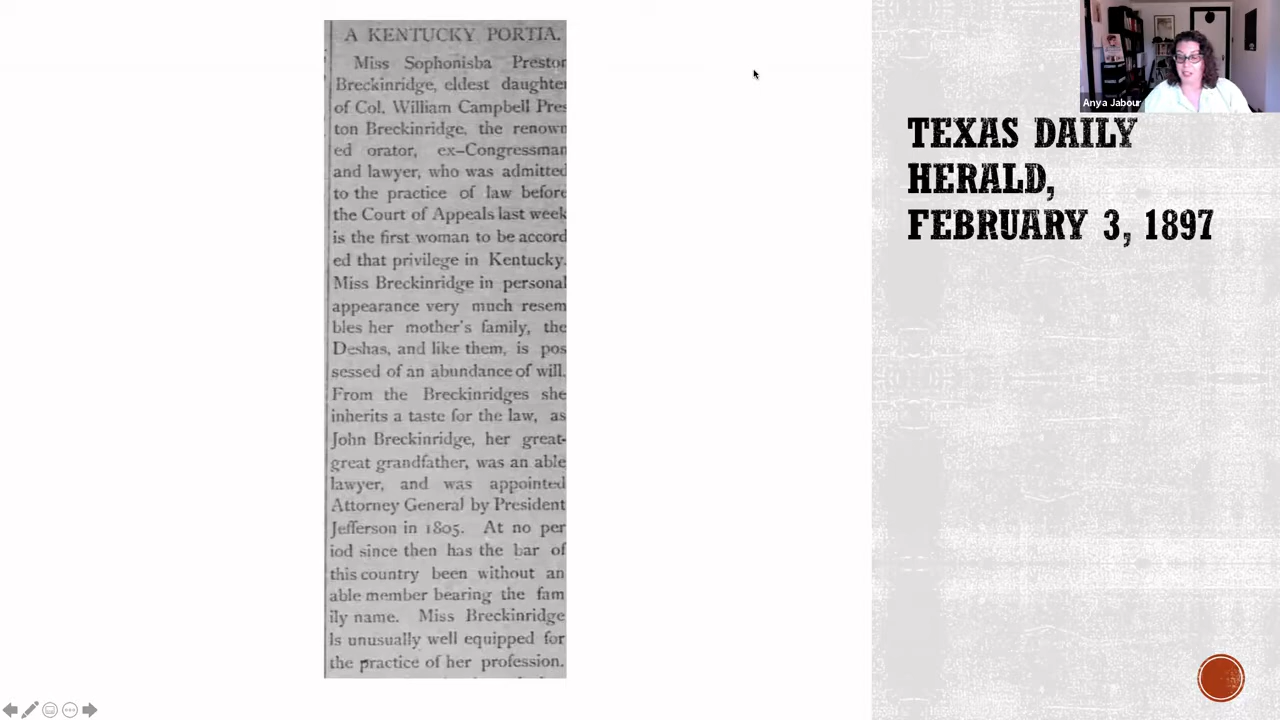 A KENTUCKY PORTIA.
Miss Sophonisba Preston
Breckinridge, eldest daughter
of Col. William Campbell Pres
ton Breckinridge, the renown
ed orator, ex-Congressman
and lawyer, who was admitted
to the practice of law before
the Court of Appeals last week
is the first woman to be accord
ed that privilege in Kentucky.
Miss Breckinridge in personal
appearance very much resem
bles her mother's family, the
Deshas, and like them, is pos
sessed of an abundance of will.
From the Breckinridges she
inherits a taste for the law, as
John Breckinridge, her great-
great grandfather, was an able
lawyer, and was appointed
Attorney General by President
Jefferson in 1805. At no per
iod since then has the bar of
this country been without an
able member bearing the fam
ily name. Miss Breckinridge
is unusually well equipped for
the practice of her profession.
Anya Jabour
TEXAS DAILY
HERALD,
FEBRUARY 3, 1897